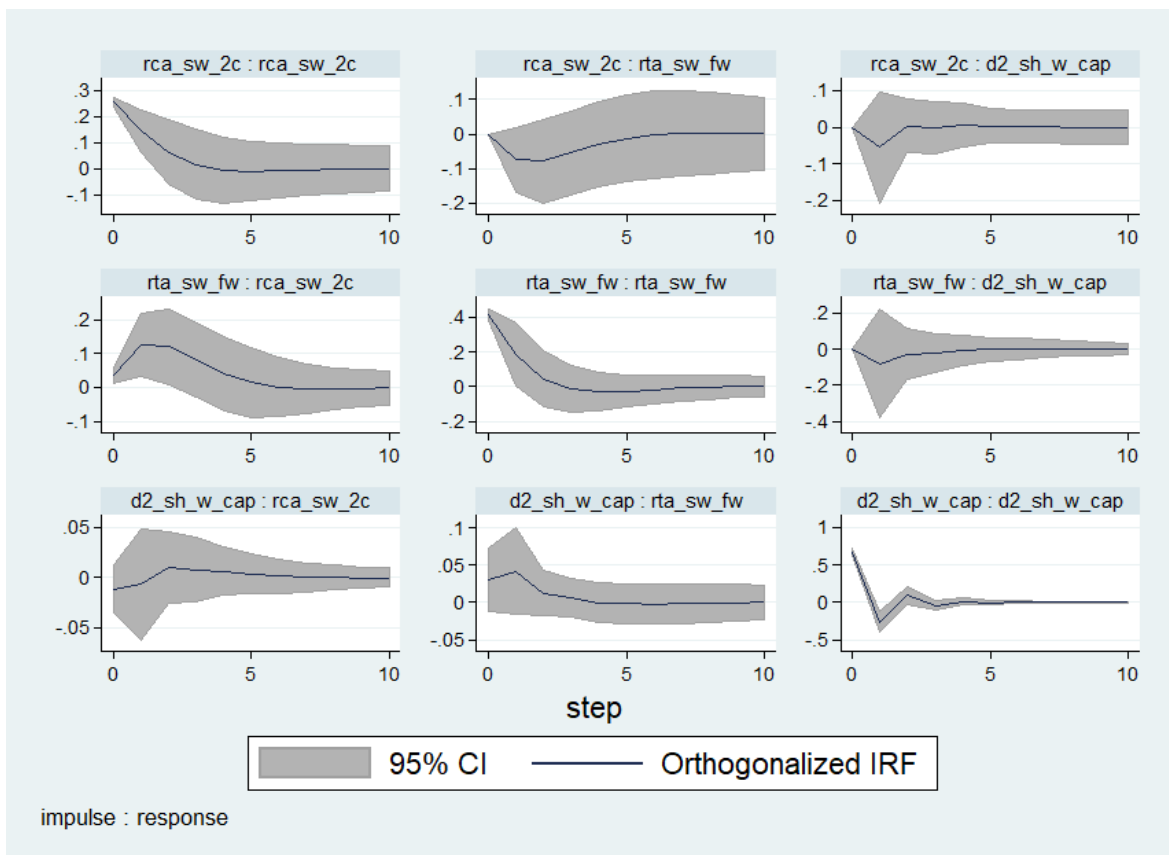 rca_sw_2c : rca_sw_2c
rca_sw_2c : rta_sw_fw
rca_sw_2c : d2_sh_w_cap
.3
.2
.1
0
-.1
0 5 10
.1
0
-.1
-.2
0 5 10
.1
0
-.1
-.2
0 5 10
rta_sw_fw : rca_sw_2c
rta_sw_fw : rta_sw_fw
rta_sw_fw : d2_sh_w_cap
.2
.1
0
-.1
0 5 10
.4
.2
0
-.2
0 5 10
.2
0
-.2
-.4
0 5 10
d2_sh_w_cap : rca_sw_2c
d2_sh_w_cap : rta_sw_fw
d2_sh_w_cap : d2_sh_w_cap
.05
0
-.05
0 5 10
.1
.05
0
-.05
0 5 10
1
.5
0
-.5
0 5 10
step
95% CI
Orthogonalized IRF
impulse : response